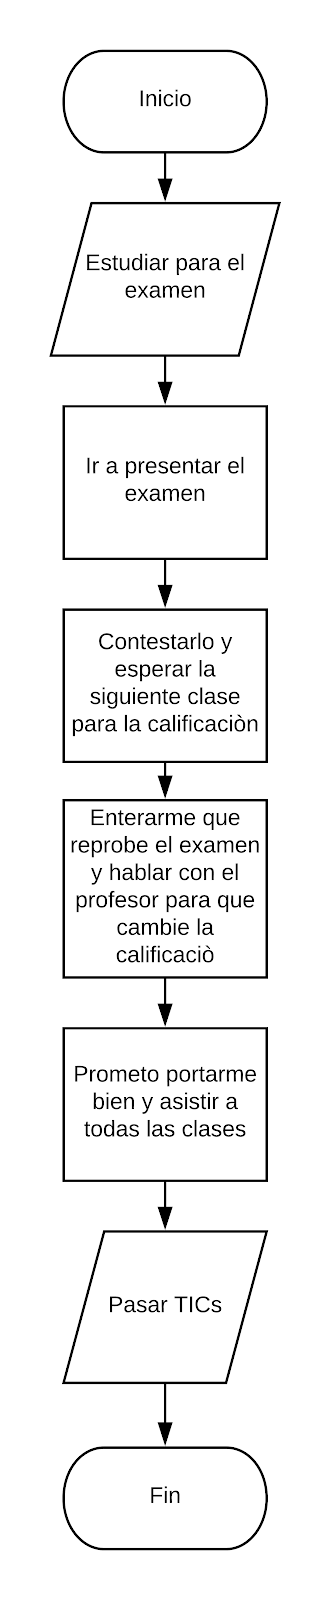 Inicio
Estudiar para el
examen
Ir a presentar el
examen
Contestarlo y
esperar la
siguiente clase
para la calificaciòn
Enterarme que
reprobe el examen
y hablar con el
profesor para que
cambie la
calificaciò
Prometo portarme
bien y asistir a
todas las clases
Pasar TICs
Fin